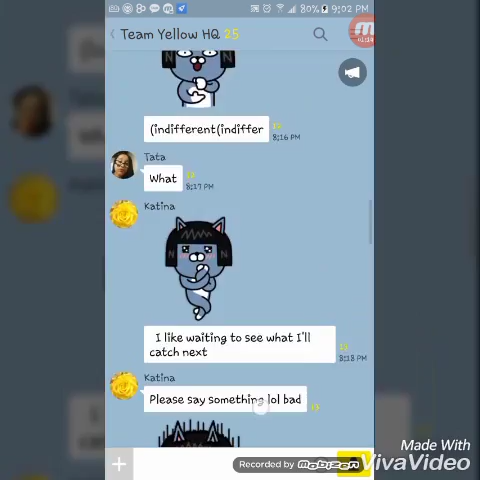 80% 9:02 PM
Team Yellow HQ 25
(indifferent(indiffer
8:16 PM
Tata
What
8:17 PM
Katina
N N
I like waiting to see what I'll
catch next
8:18 PM
Katina
Please say something lol bad
13
Recorded by MOBIZEN
Made With
VivaVideo